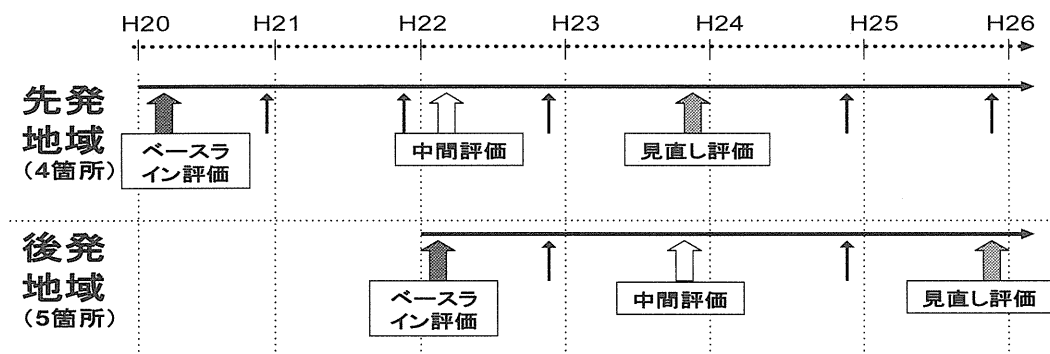 H20 H21 H22 H23 H24 H25 H26
先発
地域
(4箇所)
ベースラ
イン評価
中間評価
見直し評価
後発
地域
(5箇所)
ベースラ
イン評価
中間評価
見直し評価